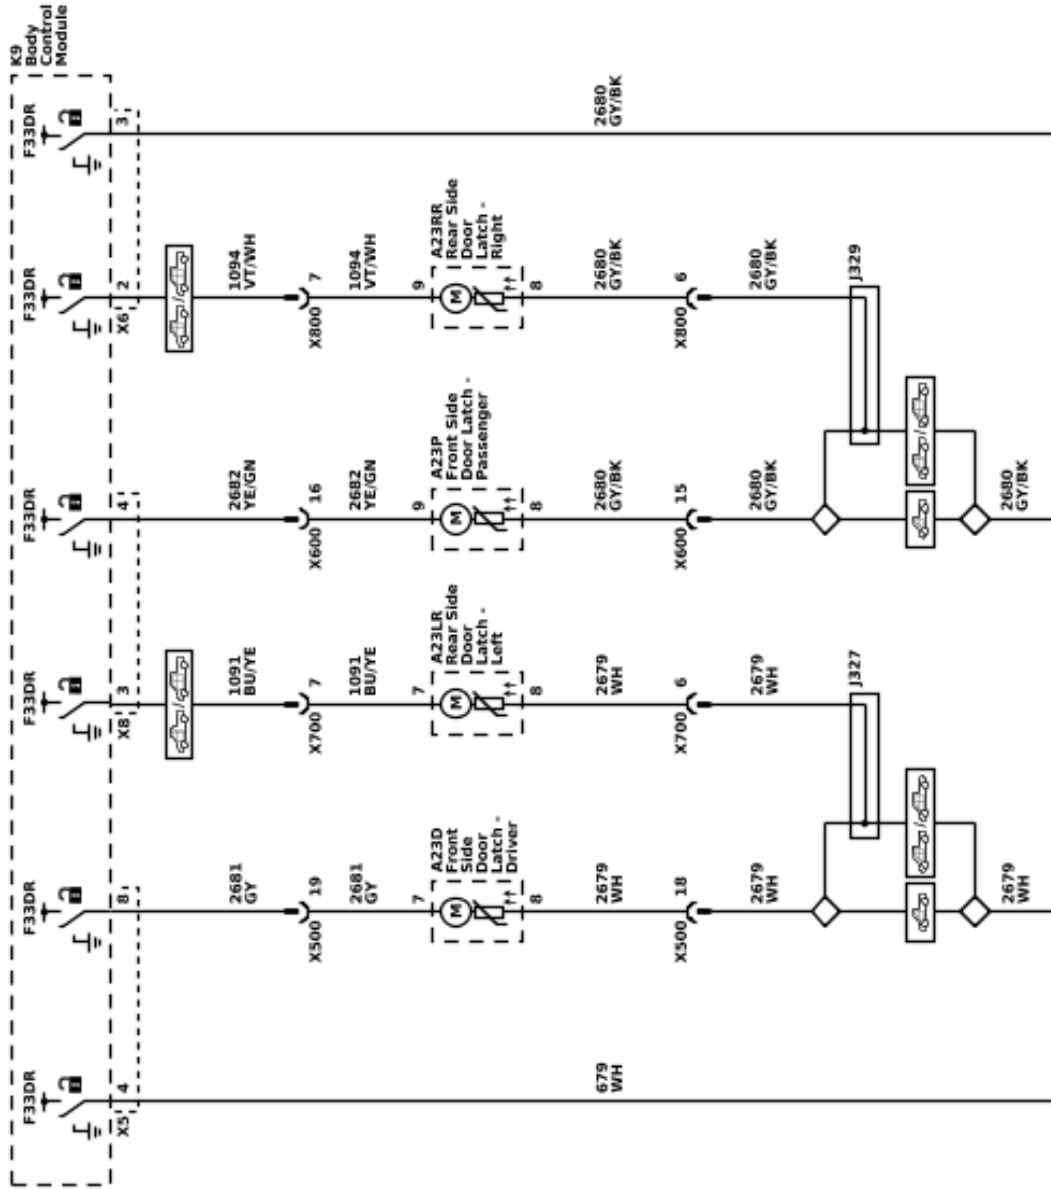 K9
Body
Control
Module
F33DR
F33DR
F33DR
F33DR
F33DR
F33DR
X5 4
8
X8 3
4
X6 2
3
2681
GY
1091
BU/YE
2682
YE/GN
1094
VT/WH
X500 19
X700 7
X600 16
X800 7
2681
GY
1091
BU/YE
2682
YE/GN
1094
VT/WH
7
7
9
9
M
A23D
Front
Side
Door
Latch -
Driver
M
A23LR
Rear Side
Door
Latch -
Left
M
A23P
Front Side
Door Latch -
Passenger
M
A23RR
Rear Side
Door
Latch -
Right
8
8
8
8
679
WH
2679
WH
2679
WH
2680
GY/BK
2680
GY/BK
2680
GY/BK
X500 18
X700 6
X600 15
X800 6
2679
WH
2679
WH
2680
GY/BK
2680
GY/BK
J327
J329
2679
WH
2680
GY/BK